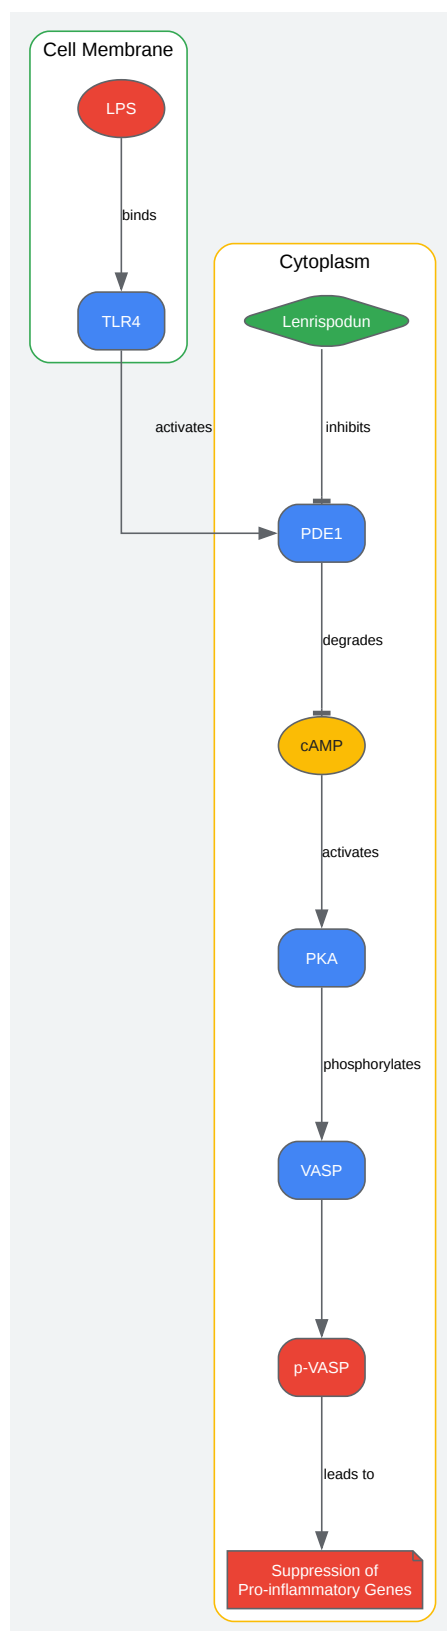 Cell Membrane
LPS
binds
TLR4
activates
Cytoplasm
Lenrispodun
inhibits
PDE1
degrades
cAMP
activates
PKA
phosphorylates
VASP
p-VASP
leads to
Suppression of
Pro-inflammatory Genes